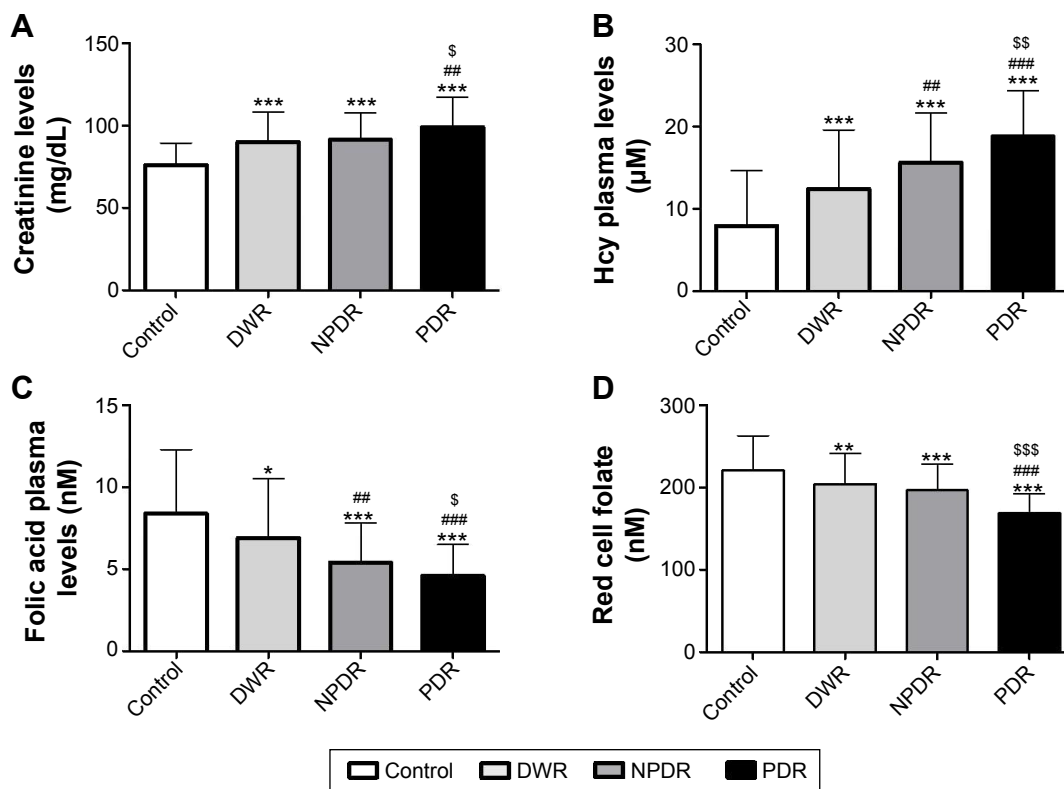 A
Creatinine levels
(mg/dL)
150
100
50
0
***
***
$
##
***
Control
DWR
NPDR
PDR
B
Hcy plasma levels
(µM)
30
20
10
0
***
##
***
$$
###
***
Control
DWR
NPDR
PDR
C
Folic acid plasma
levels (nM)
15
10
5
0
*
##
***
$
###
***
Control
DWR
NPDR
PDR
D
Red cell folate
(nM)
300
200
100
0
**
***
$$$
###
***
Control
DWR
NPDR
PDR
Control DWR NPDR PDR